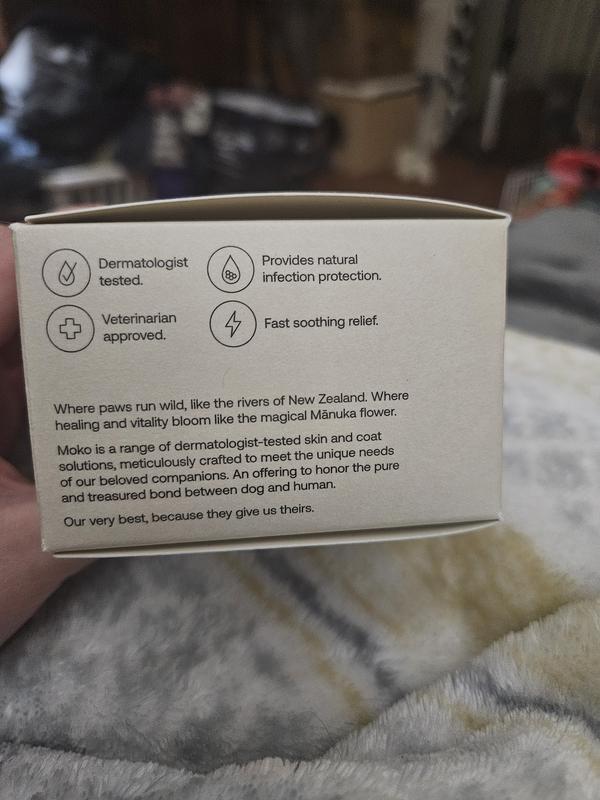 Dermatologist
tested.
Provides natural
infection protection.
Veterinarian
approved.
Fast soothing relief.
Where paws run wild, like the rivers of New Zealand. Where
healing and vitality bloom like the magical Mānuka flower.
Moko is a range of dermatologist-tested skin and coat
solutions, meticulously crafted to meet the unique needs
of our beloved companions. An offering to honor the pure
and treasured bond between dog and human.
Our very best, because they give us theirs.